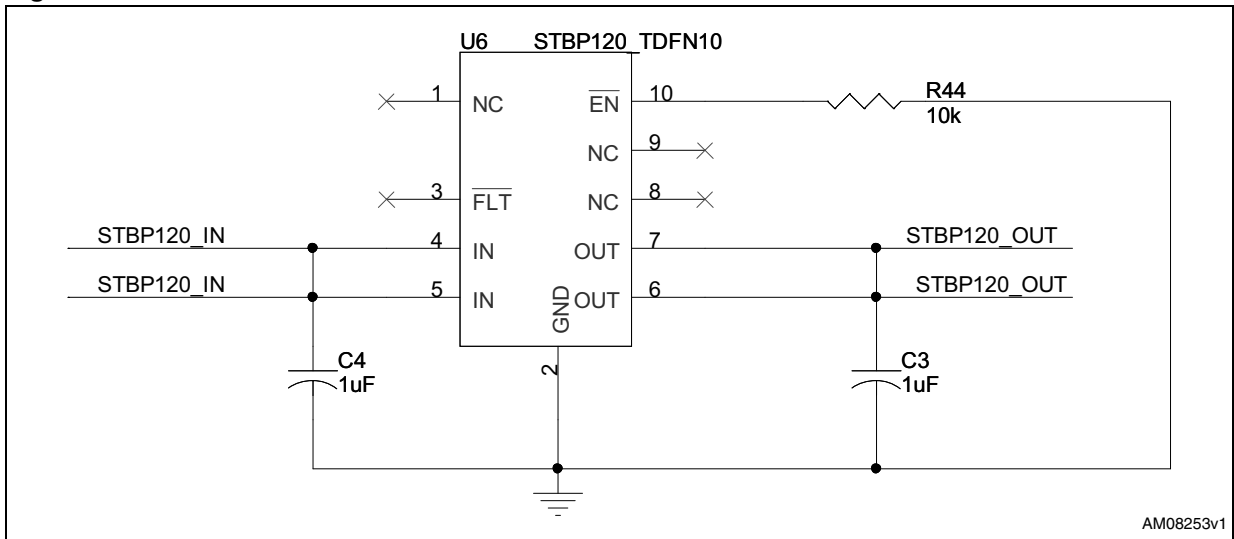 U6 STBP120_TDFN10
1 NC EN 10 R44
10k
NC 9
3 FLT NC 8
STBP120_IN 4 IN OUT 7 STBP120_OUT
STBP120_IN 5 IN OUT 6 STBP120_OUT
GND
2
C4
1uF
C3
1uF
AM08253v1